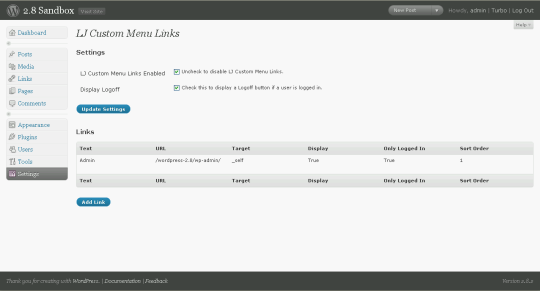 2.8 Sandbox Visit Site New Post Howdy, admin | Turbo | Log Out
Help
Dashboard
LJ Custom Menu Links
Posts
Media
Links
Pages
Comments
Appearance
Plugins
Users
Tools
Settings
Settings
LJ Custom Menu Links Enabled Uncheck to disable LJ Custom Menu Links.
Display Logoff Check this to display a Logoff button if a user is logged in.
Update Settings
Links
Text URL Target Display Only Logged In Sort Order
Admin /wordpress-2.8/wp-admin/ _self True True 1
Text URL Target Display Only Logged In Sort Order
Add Link
Thank you for creating with WordPress. | Documentation | Feedback